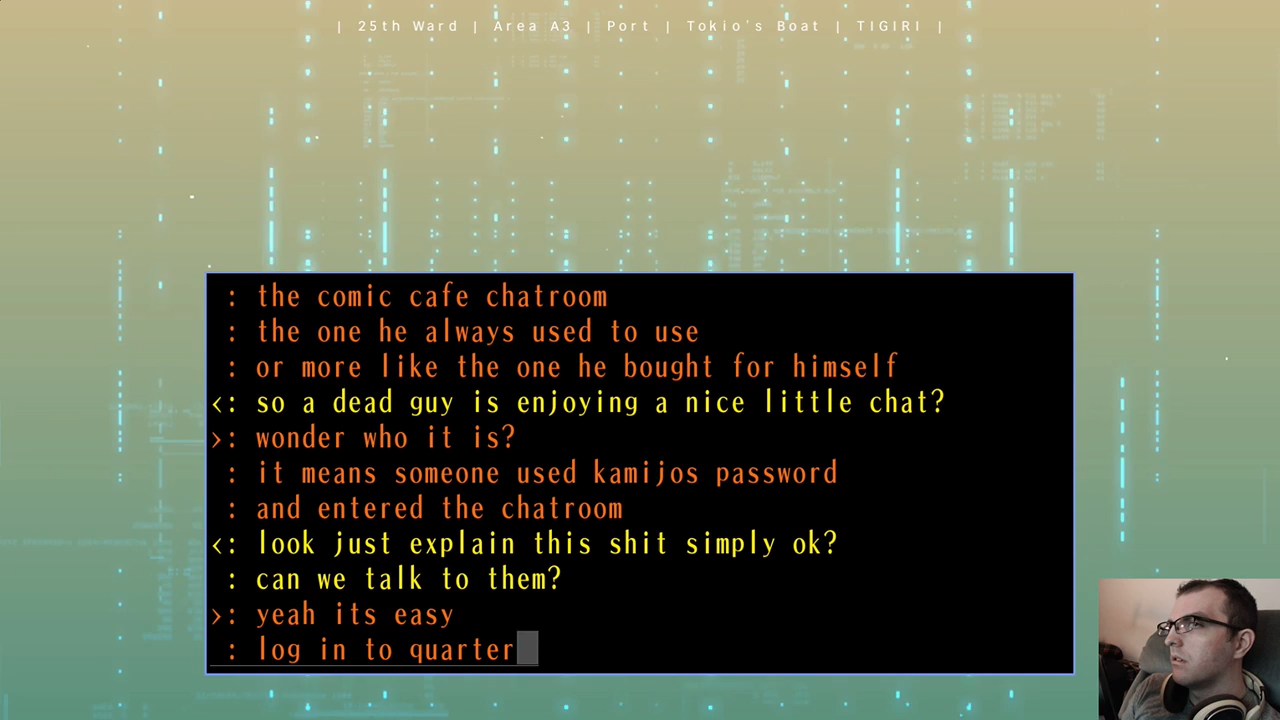 | 25th Ward | Area A3 | Port | Tokio's Boat | TIGIRI |
: the comic cafe chatroom
: the one he always used to use
: or more like the one he bought for himself
<: so a dead guy is enjoying a nice little chat?
>: wonder who it is?
: it means someone used kamijos password
: and entered the chatroom
<: look just explain this shit simply ok?
: can we talk to them?
>: yeah its easy
: log in to quarter